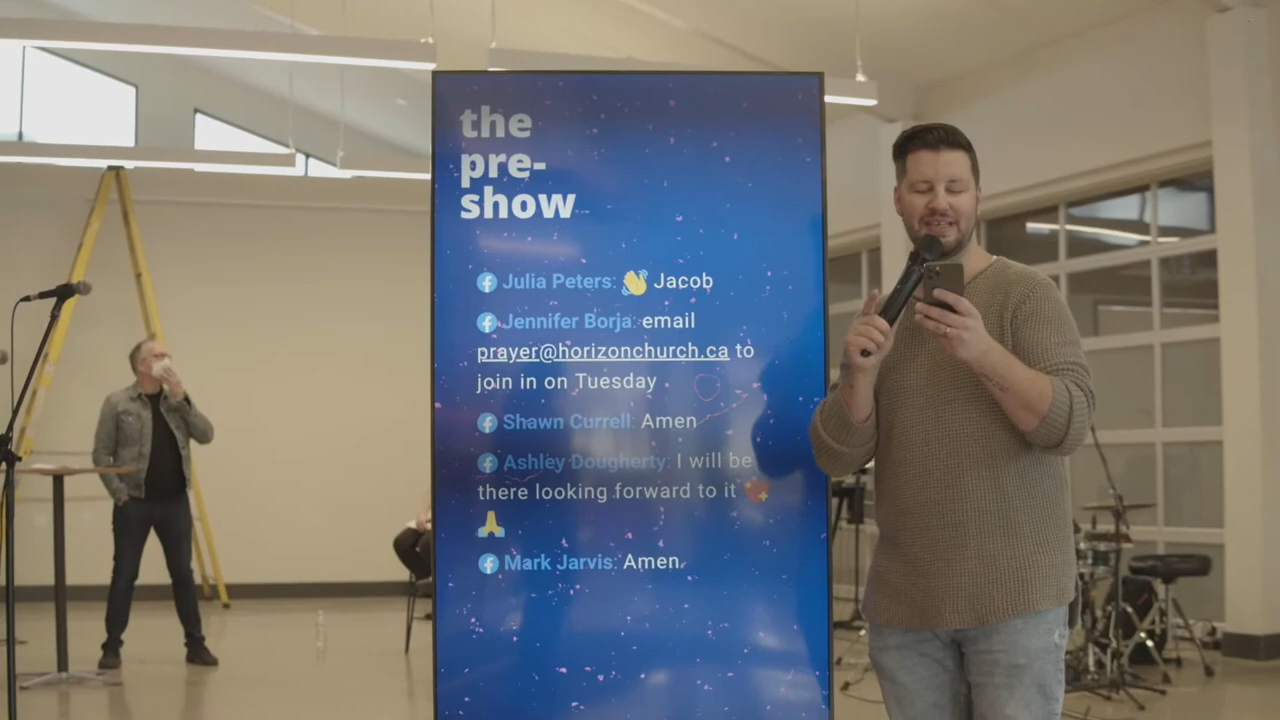 the
pre-
show
Julia Peters: 👋 Jacob
Jennifer Borja: email
prayer@horizonchurch.ca to
join in on Tuesday
Shawn Currell: Amen
Ashley Dougherty: I will be
there looking forward to it 💖
🙏
Mark Jarvis: Amen.